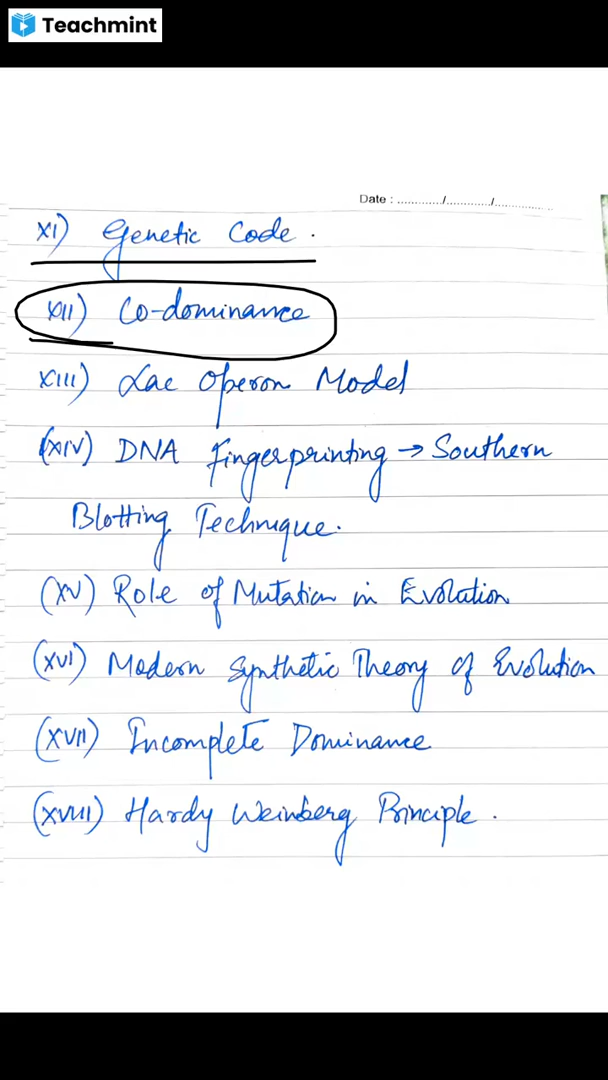 Teachmint
Date : ............/.........../...............
XI) Genetic Code .
XII) Co-dominance
XIII) Lac Operon Model
(XIV) DNA Fingerprinting → Southern
Blotting Technique.
(XV) Role of Mutation in Evolation
(XVI) Modern Synthetic Theory of Evolution
(XVII) Incomplete Dominance
(XVIII) Hardy Weinberg Principle .